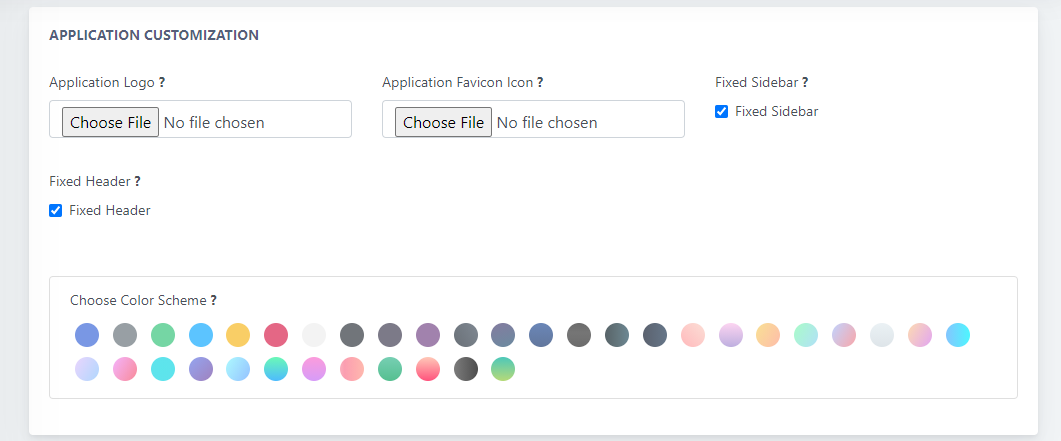 APPLICATION CUSTOMIZATION
Application Logo ? Application Favicon Icon ? Fixed Sidebar ?
Choose File No file chosen Choose File No file chosen Fixed Sidebar
Fixed Header ?
Fixed Header
Choose Color Scheme ?